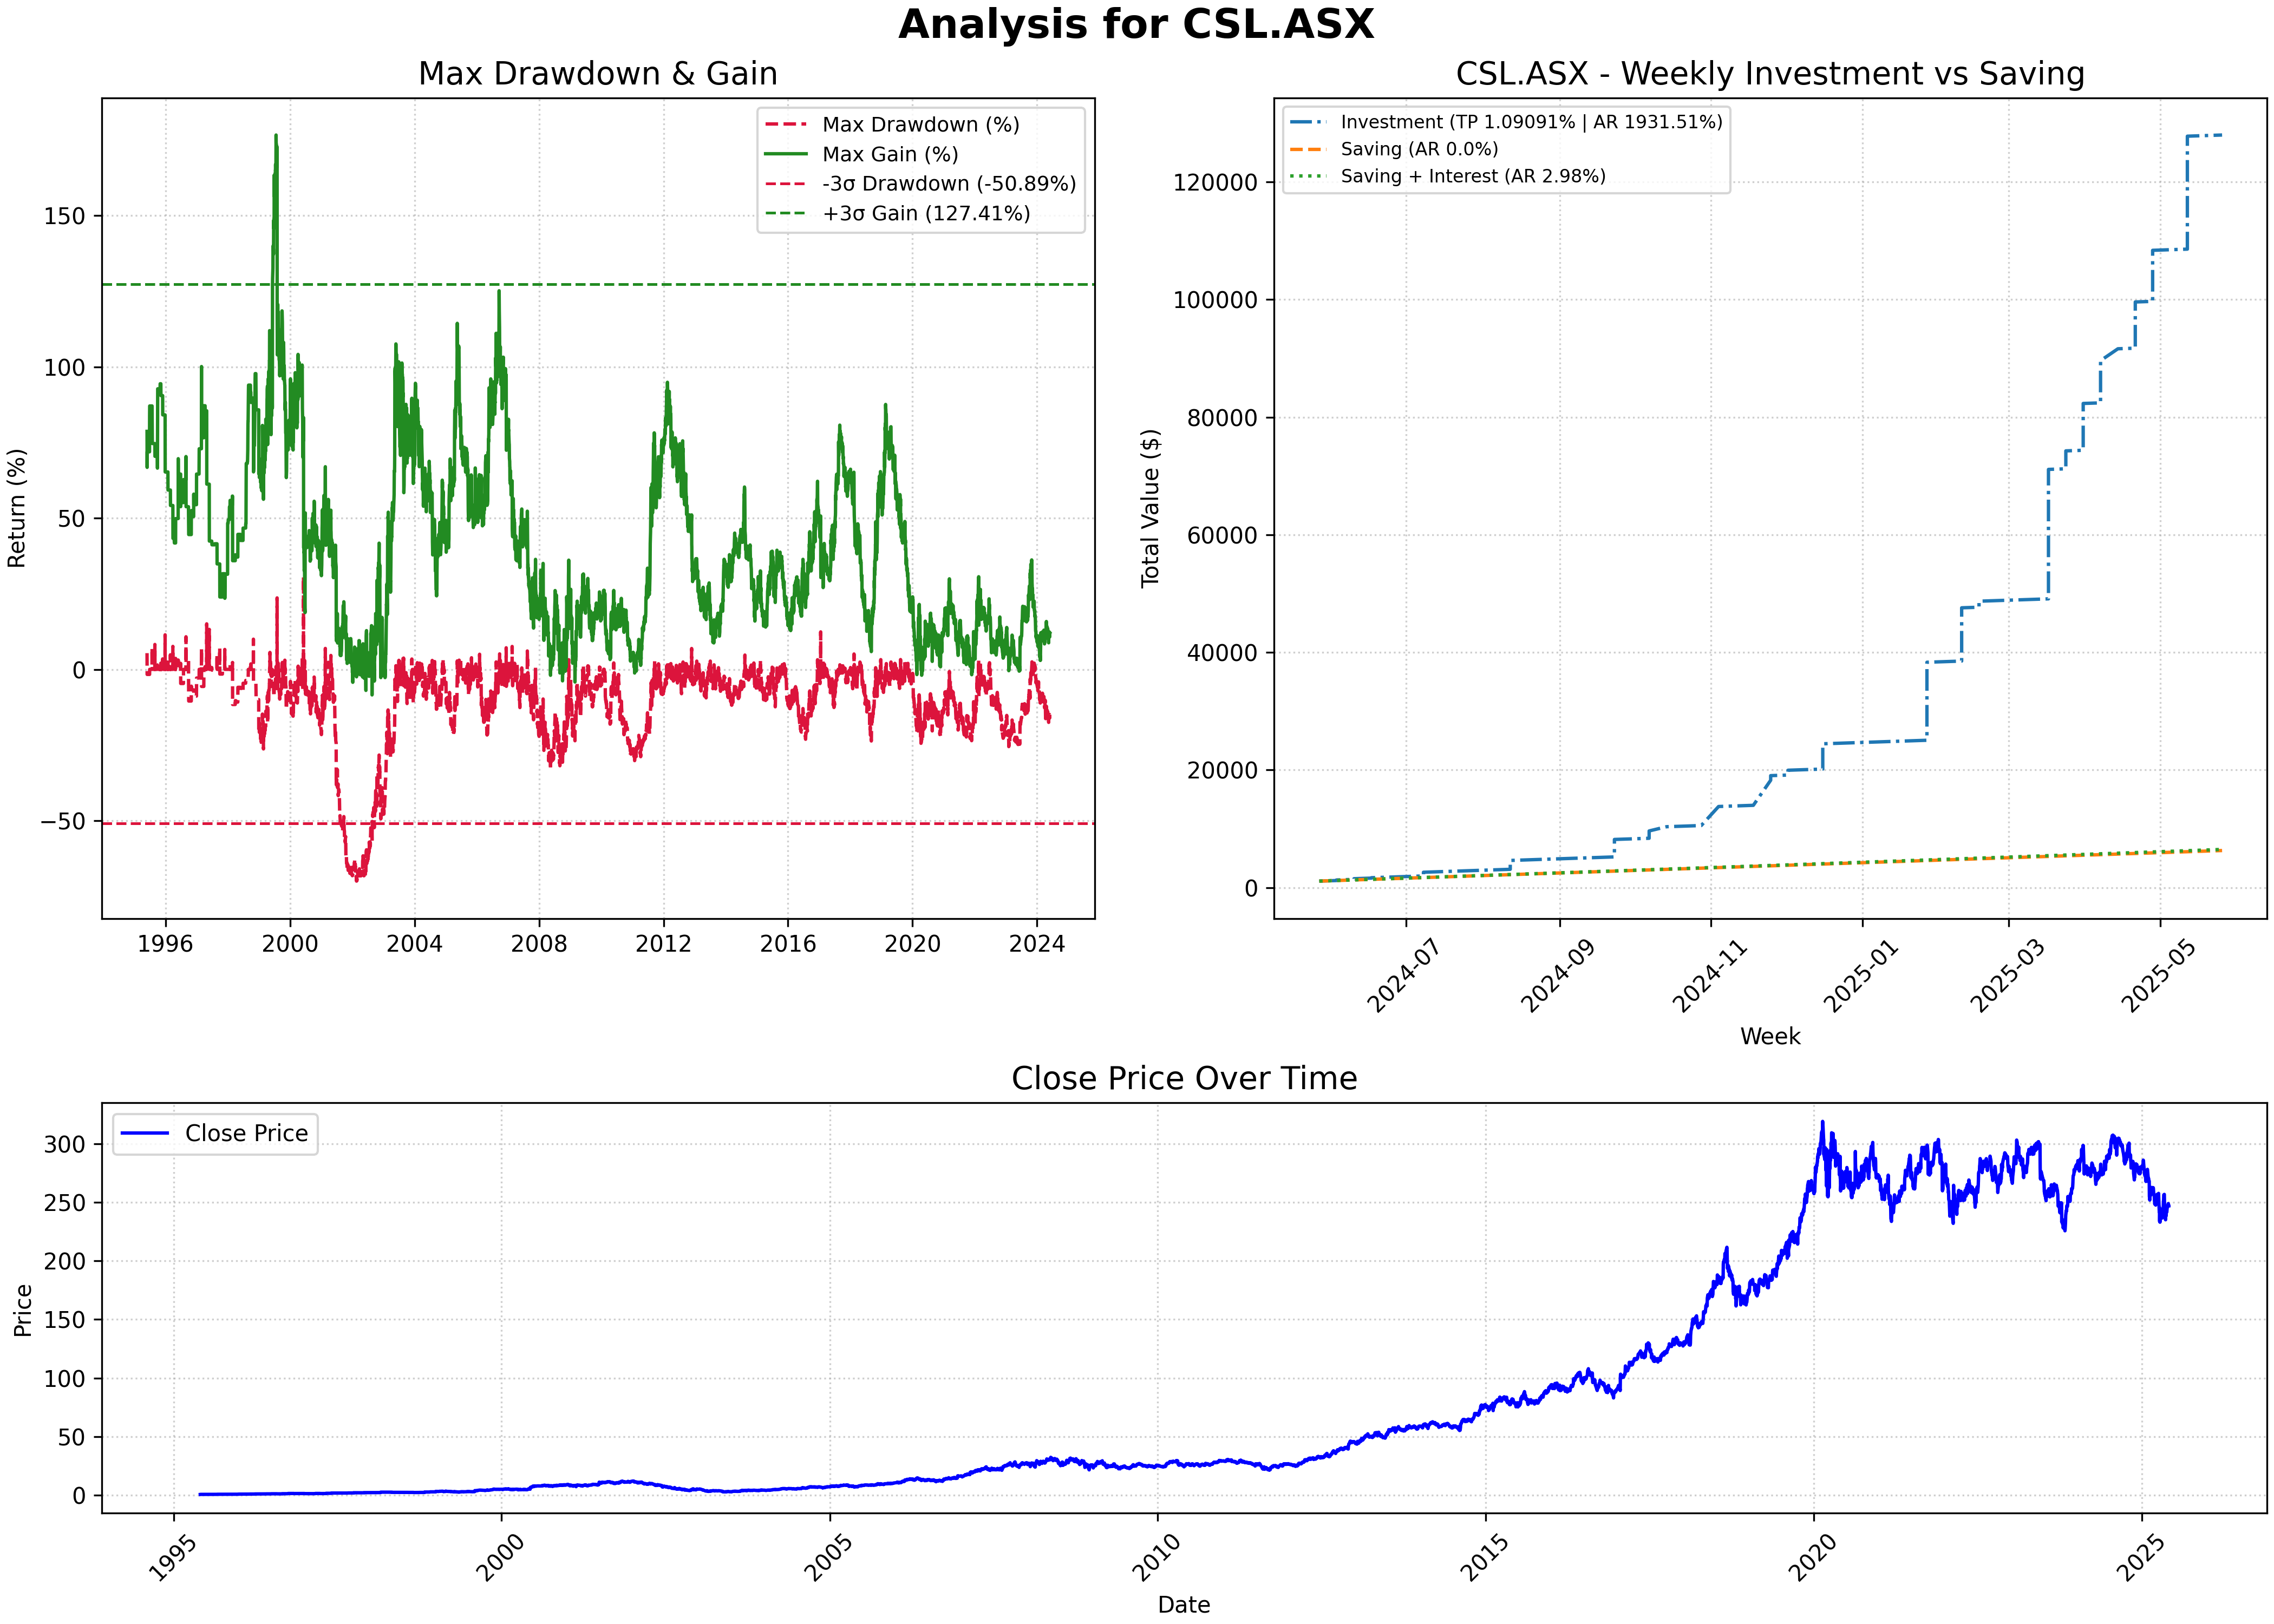 Analysis for CSL.ASX
Max Drawdown & Gain
Max Drawdown (%)
Max Gain (%)
-3σ Drawdown (-50.89%)
+3σ Gain (127.41%)
Return (%)
150
100
50
0
−50
1996 2000 2004 2008 2012 2016 2020 2024
CSL.ASX - Weekly Investment vs Saving
Investment (TP 1.09091% | AR 1931.51%)
Saving (AR 0.0%)
Saving + Interest (AR 2.98%)
Total Value ($)
120000
100000
80000
60000
40000
20000
0
2024-07 2024-09 2024-11 2025-01 2025-03 2025-05
Week
Close Price Over Time
Close Price
Price
300
250
200
150
100
50
0
1995 2000 2005 2010 2015 2020 2025
Date